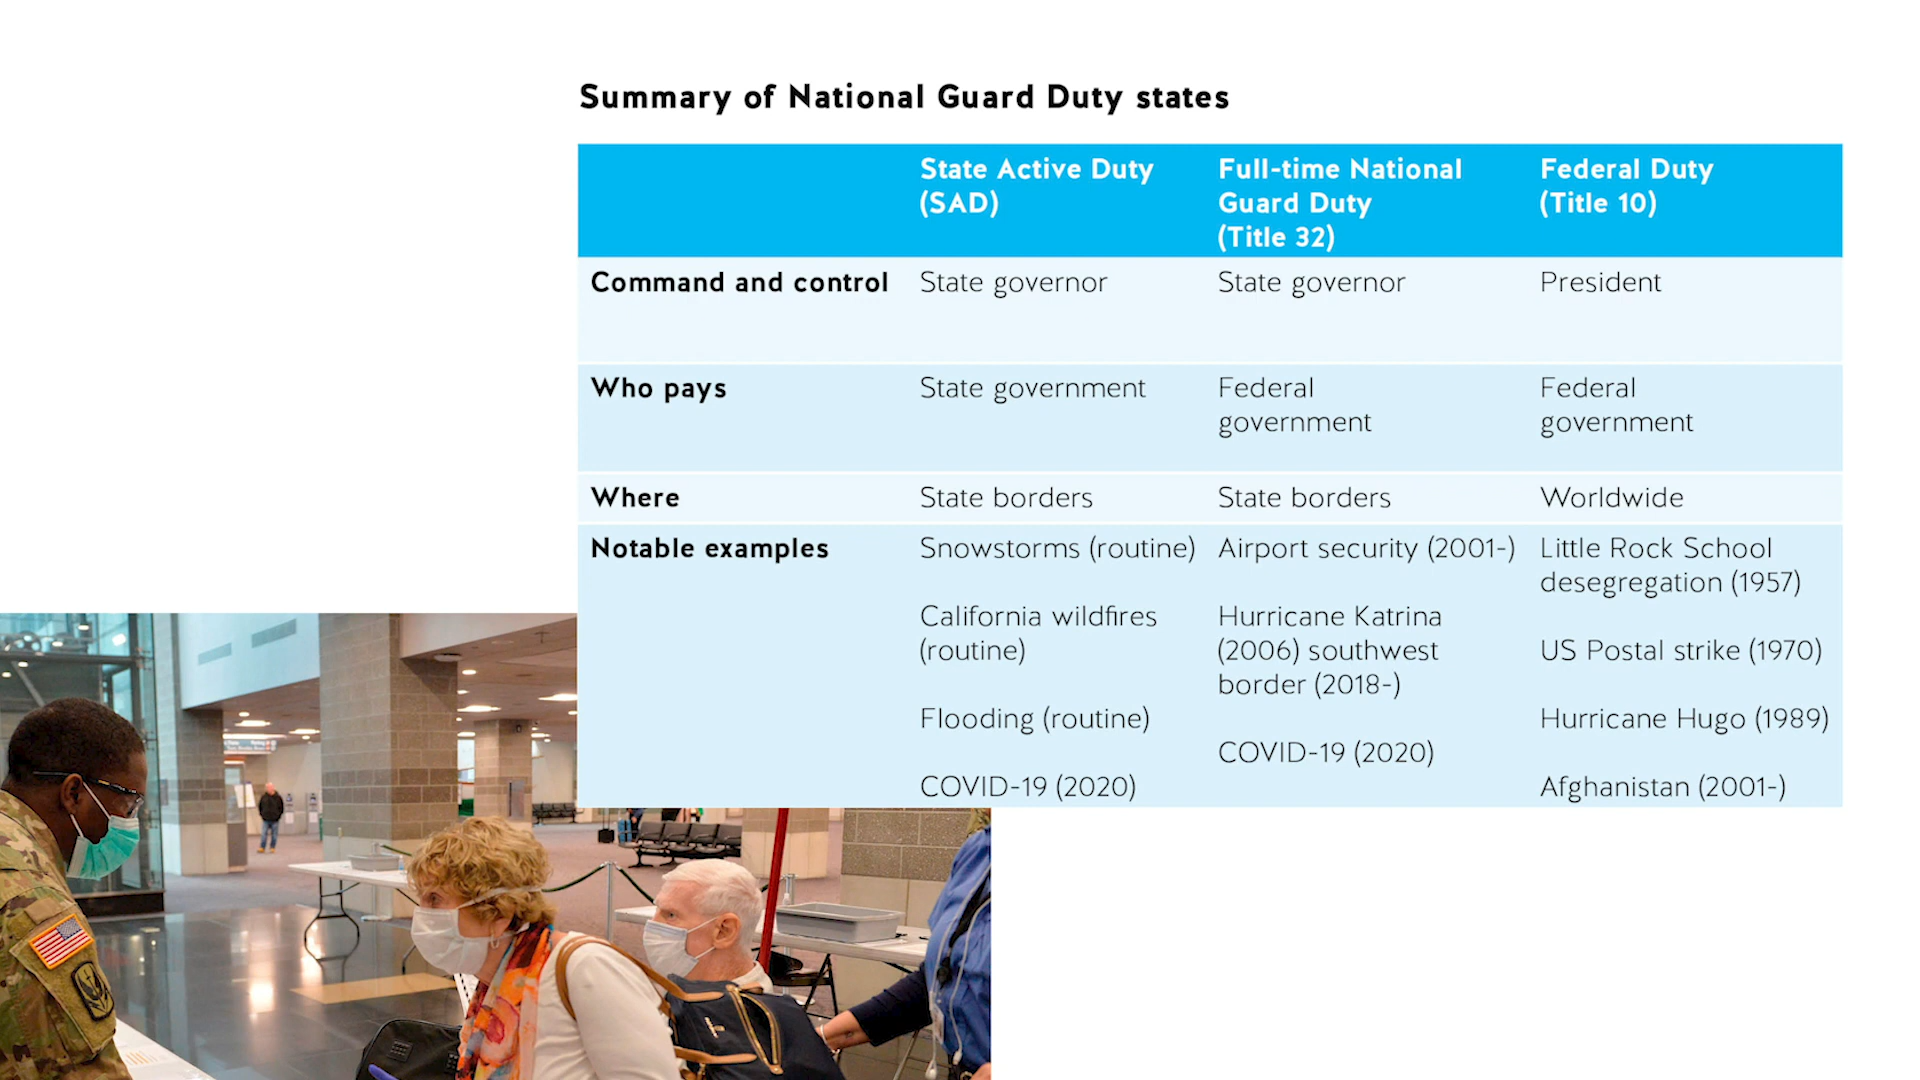 Summary of National Guard Duty states
State Active Duty
(SAD)
Full-time National
Guard Duty
(Title 32)
Federal Duty
(Title 10)
Command and control
State governor
State governor
President
Who pays
State government
Federal
government
Federal
government
Where
State borders
State borders
Worldwide
Notable examples
Snowstorms (routine)
California wildfires
(routine)
Flooding (routine)
COVID-19 (2020)
Airport security (2001-)
Hurricane Katrina
(2006) southwest
border (2018-)
COVID-19 (2020)
Little Rock School
desegregation (1957)
US Postal strike (1970)
Hurricane Hugo (1989)
Afghanistan (2001-)